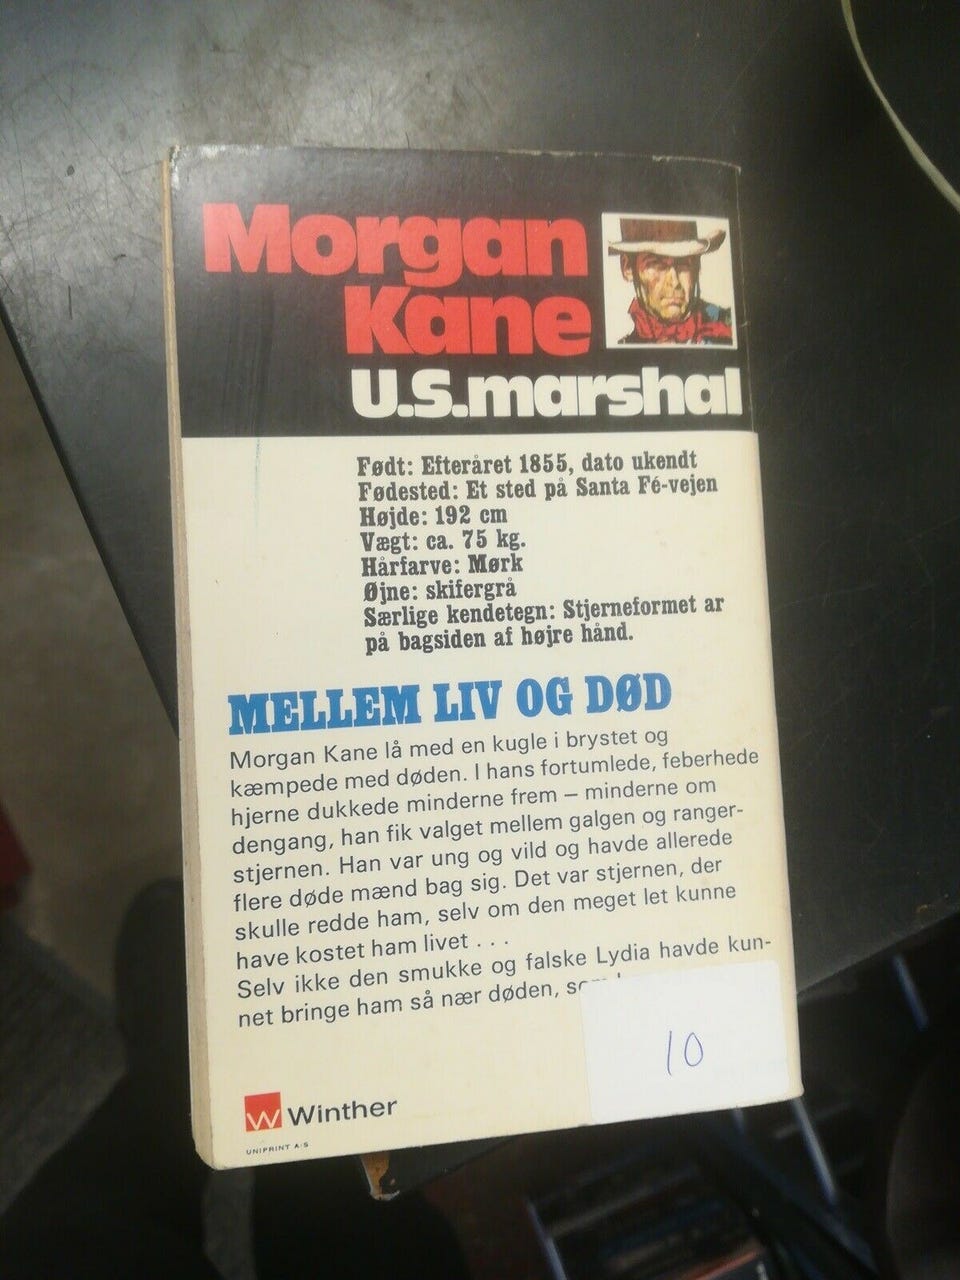 Morgan
Kane
U.S.marshal
Født: Efteråret 1855, dato ukendt
Fødested: Et sted på Santa Fé-vejen
Højde: 192 cm
Vægt: ca. 75 kg.
Hårfarve: Mørk
Øjne: skifergrå
Særlige kendetegn: Stjerneformet ar
på bagsiden af højre hånd.
MELLEM LIV OG DØD
Morgan Kane lå med en kugle i brystet og
kæmpede med døden. I hans fortumlede, feberhede
hjerne dukkede minderne frem – minderne om
dengang, han fik valget mellem galgen og ranger-
stjernen. Han var ung og vild og havde allerede
flere døde mænd bag sig. Det var stjernen, der
skulle redde ham, selv om den meget let kunne
have kostet ham livet . . .
Selv ikke den smukke og falske Lydia havde kun-
net bringe ham så nær døden,
10
W Winther
UNIPRINT A·S